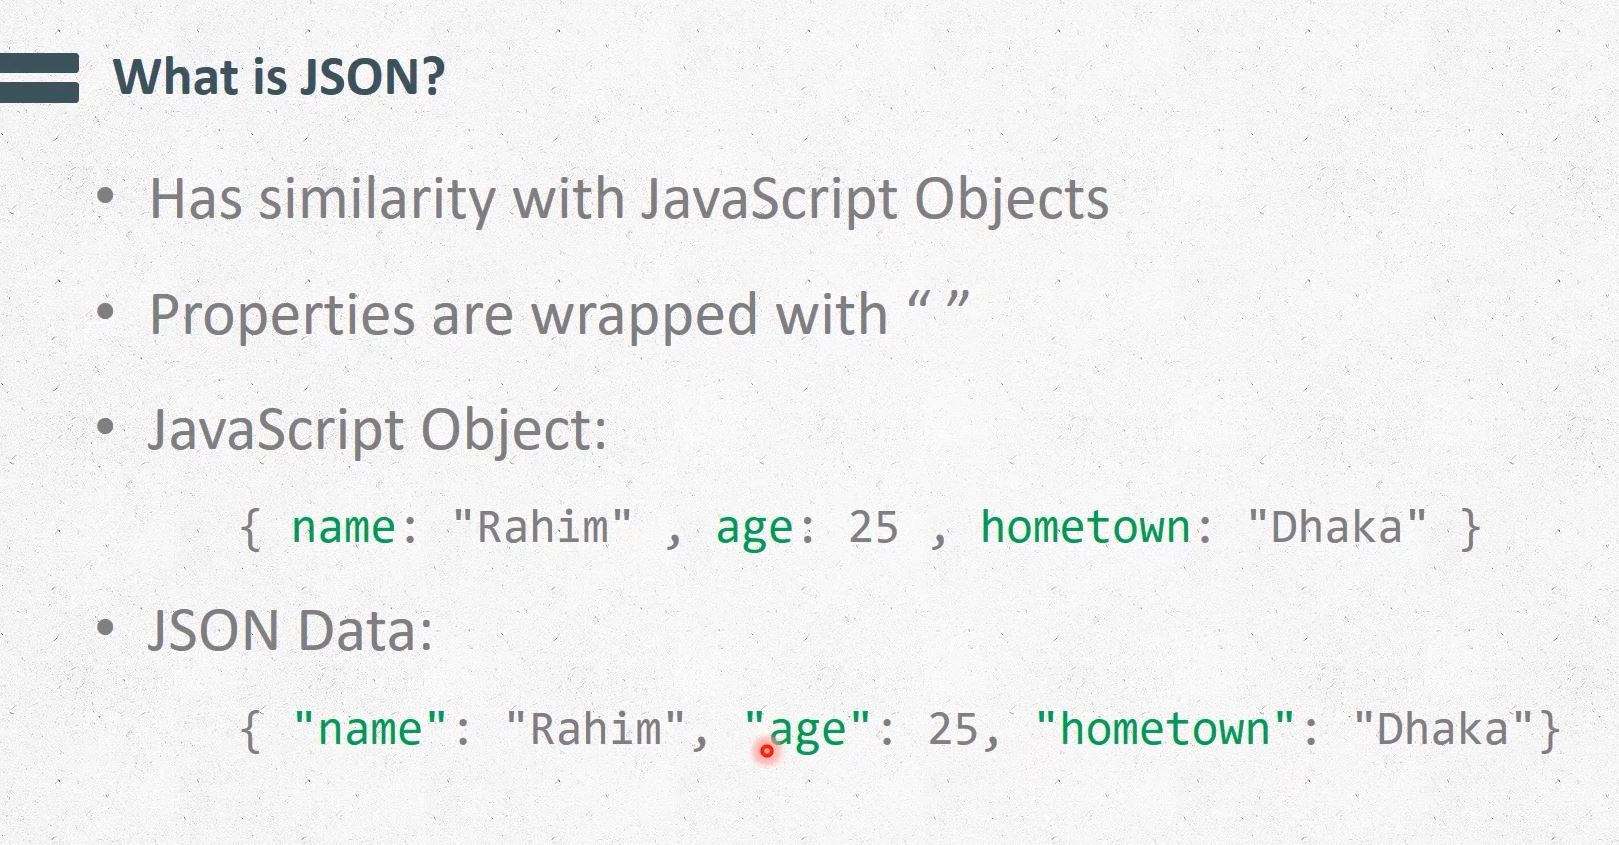 What is JSON?
• Has similarity with JavaScript Objects
• Properties are wrapped with “ ”
• JavaScript Object:
{ name: "Rahim" , age: 25 , hometown: "Dhaka" }
• JSON Data:
{ "name": "Rahim", "age": 25, "hometown": "Dhaka"}